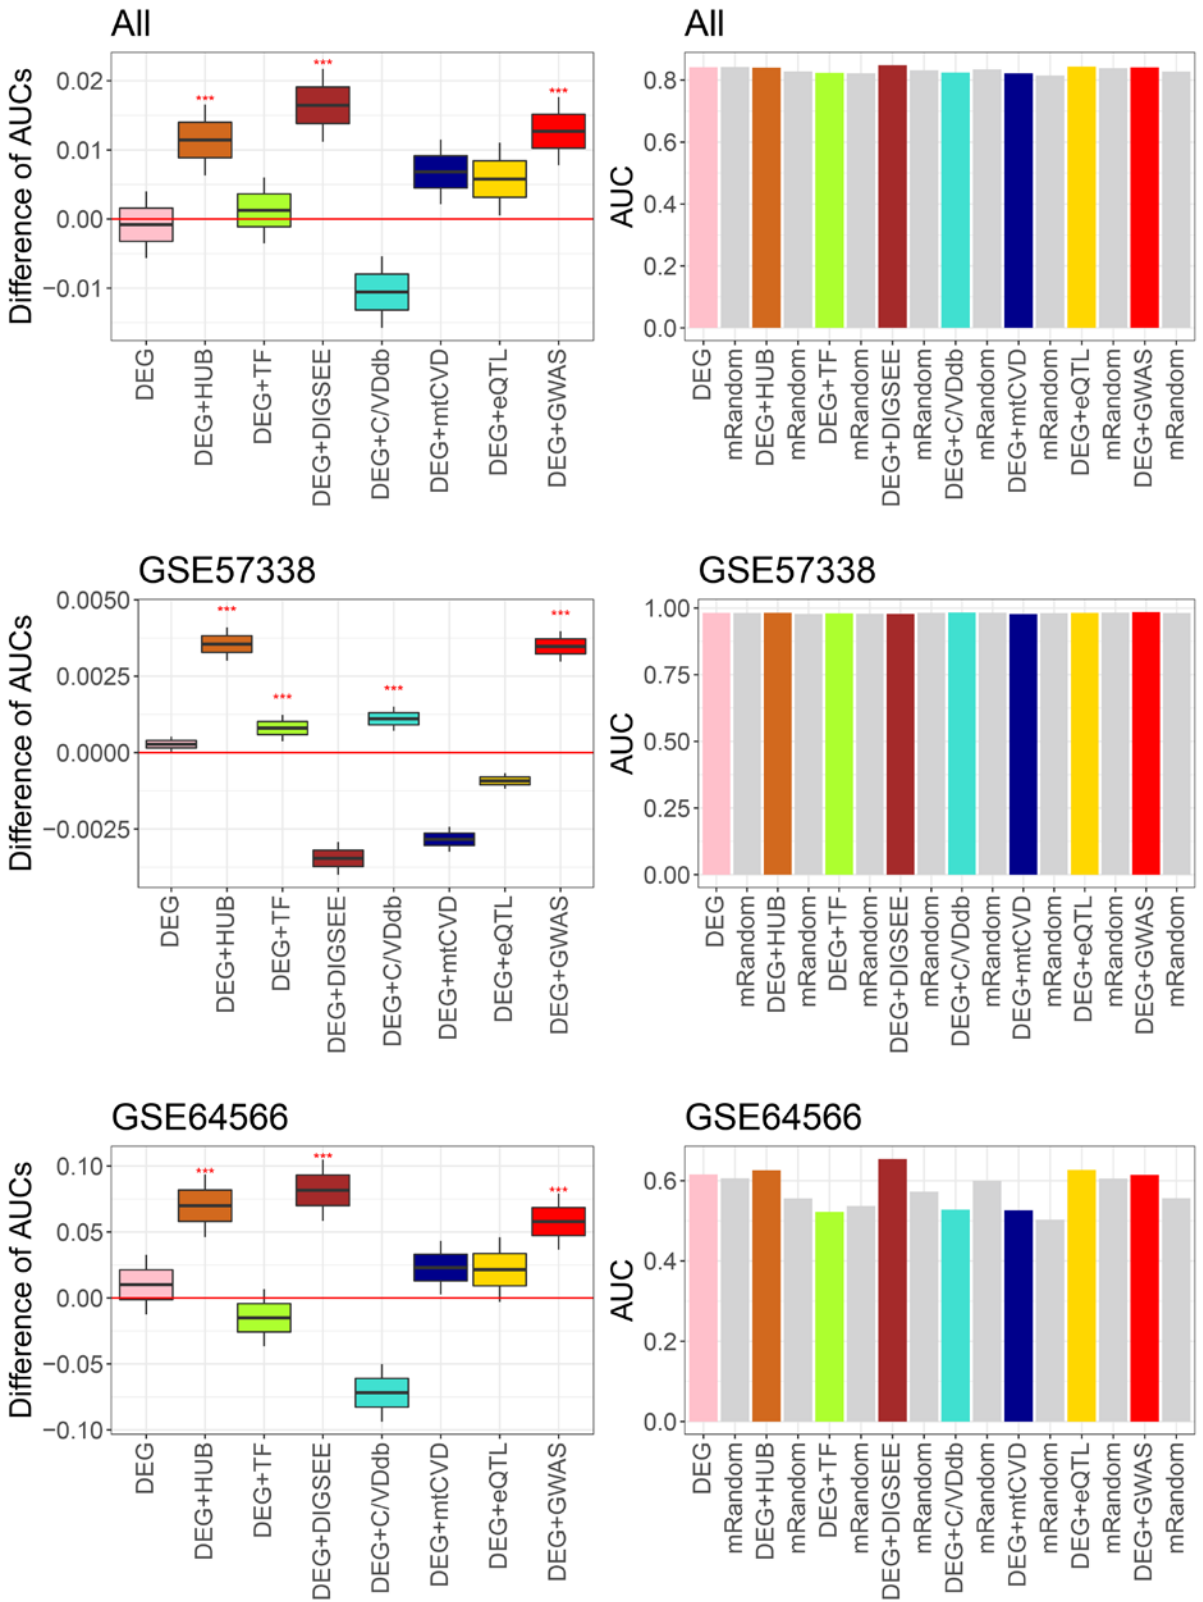 All
Difference of AUCs
0.02
0.01
0.00
−0.01
***
***
***
DEG
DEG+HUB
DEG+TF
DEG+DIGSEE
DEG+C/VDdb
DEG+mtCVD
DEG+eQTL
DEG+GWAS
All
AUC
0.8
0.6
0.4
0.2
0.0
DEG
mRandom
DEG+HUB
mRandom
DEG+TF
mRandom
DEG+DIGSEE
mRandom
DEG+C/VDdb
mRandom
DEG+mtCVD
mRandom
DEG+eQTL
mRandom
DEG+GWAS
mRandom
GSE57338
Difference of AUCs
0.0050
0.0025
0.0000
−0.0025
***
***
***
***
DEG
DEG+HUB
DEG+TF
DEG+DIGSEE
DEG+C/VDdb
DEG+mtCVD
DEG+eQTL
DEG+GWAS
GSE57338
AUC
1.00
0.75
0.50
0.25
0.00
DEG
mRandom
DEG+HUB
mRandom
DEG+TF
mRandom
DEG+DIGSEE
mRandom
DEG+C/VDdb
mRandom
DEG+mtCVD
mRandom
DEG+eQTL
mRandom
DEG+GWAS
mRandom
GSE64566
Difference of AUCs
0.10
0.05
0.00
−0.05
−0.10
***
***
***
DEG
DEG+HUB
DEG+TF
DEG+DIGSEE
DEG+C/VDdb
DEG+mtCVD
DEG+eQTL
DEG+GWAS
GSE64566
AUC
0.6
0.4
0.2
0.0
DEG
mRandom
DEG+HUB
mRandom
DEG+TF
mRandom
DEG+DIGSEE
mRandom
DEG+C/VDdb
mRandom
DEG+mtCVD
mRandom
DEG+eQTL
mRandom
DEG+GWAS
mRandom